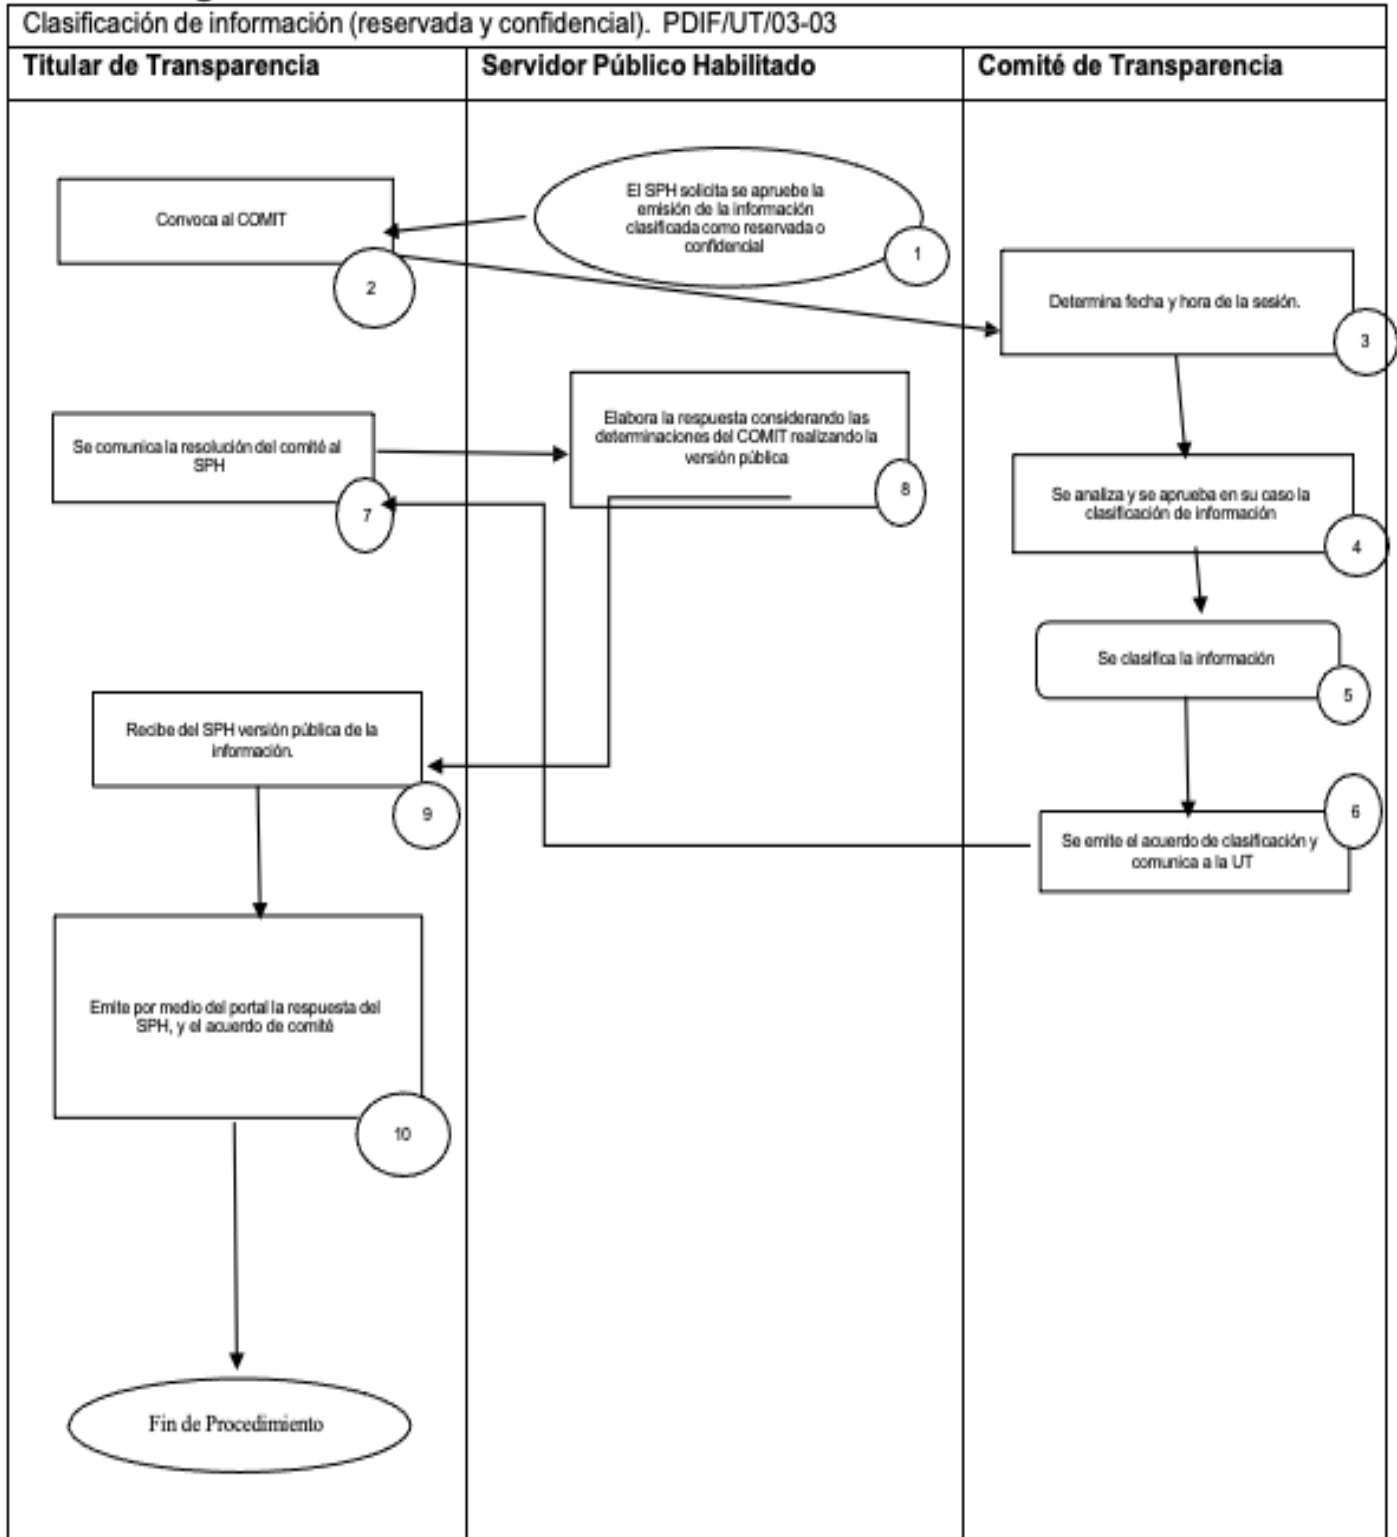 Clasificación de información (reservada y confidencial). PDIF/UT/03-03
Titular de Transparencia
Servidor Público Habilitado
Comité de Transparencia
El SPH solicita se apruebe la
emisión de la información
clasificada como reservada o
confidencial
1
Convoca al COMIT
2
Determina fecha y hora de la sesión.
3
Se analiza y se aprueba en su caso la
clasificación de información
4
Se clasifica la información
5
Se emite el acuerdo de clasificación y
comunica a la UT
6
Se comunica la resolución del comité al
SPH
7
Elabora la respuesta considerando las
determinaciones del COMIT realizando la
versión pública
8
Recibe del SPH versión pública de la
información.
9
Emite por medio del portal la respuesta del
SPH, y el acuerdo de comité
10
Fin de Procedimiento